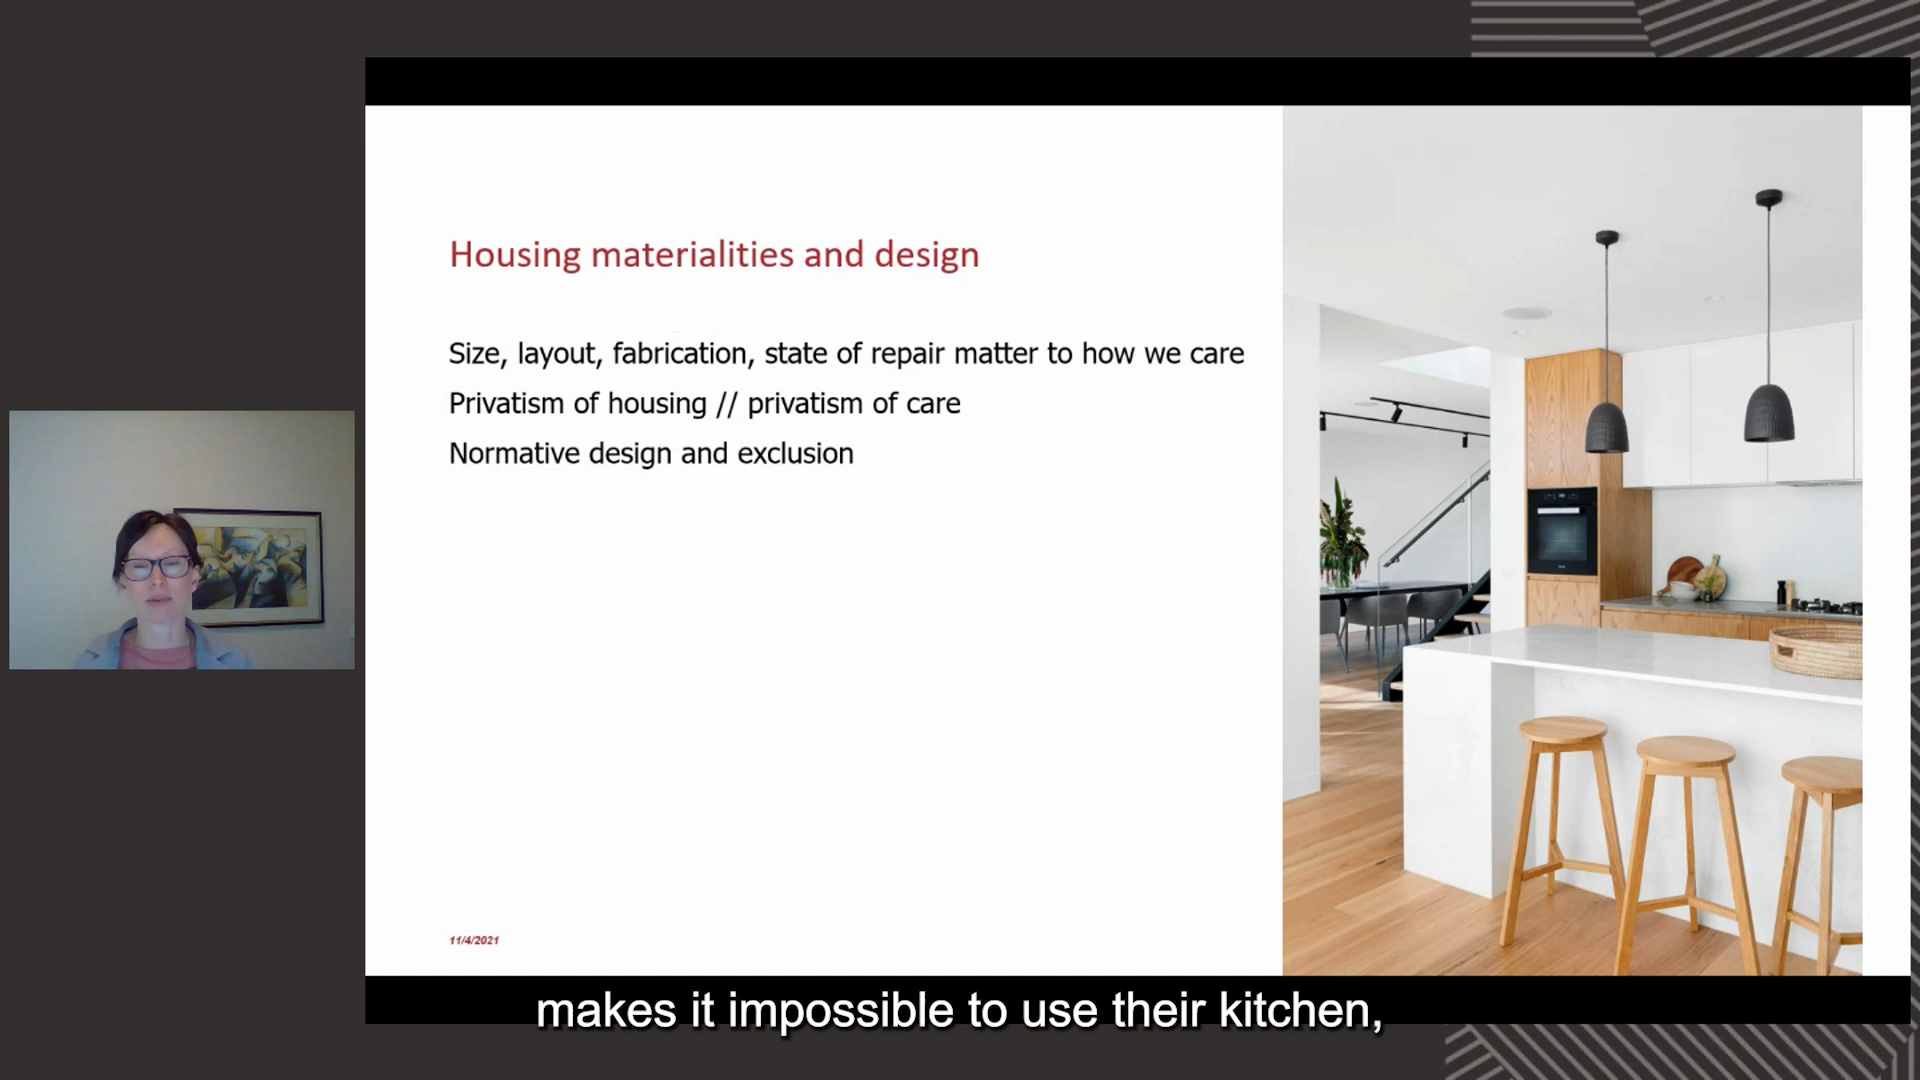 Housing materialities and design
Size, layout, fabrication, state of repair matter to how we care
Privatism of housing // privatism of care
Normative design and exclusion
11/4/2021
makes it impossible to use their kitchen,